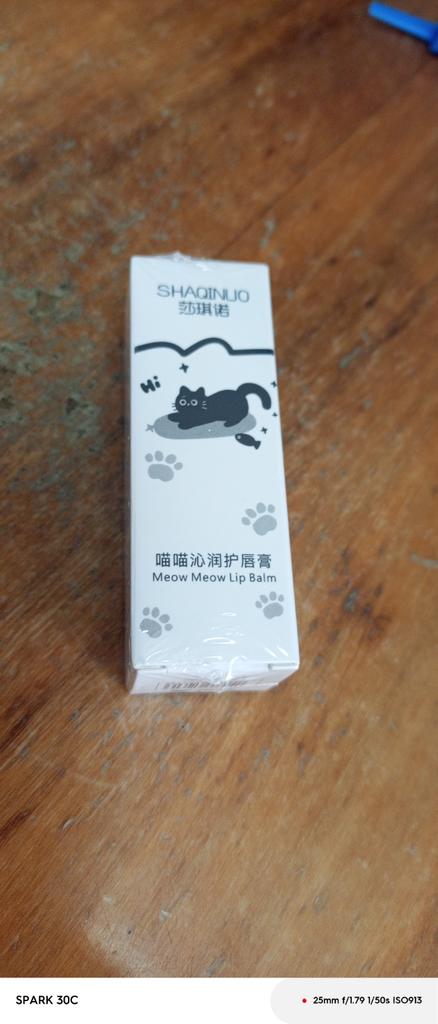 SHAQINUO
莎琪诺
Hi
喵喵沁润护唇膏
Meow Meow Lip Balm
SPARK 30C
25mm f/1.79 1/50s ISO913